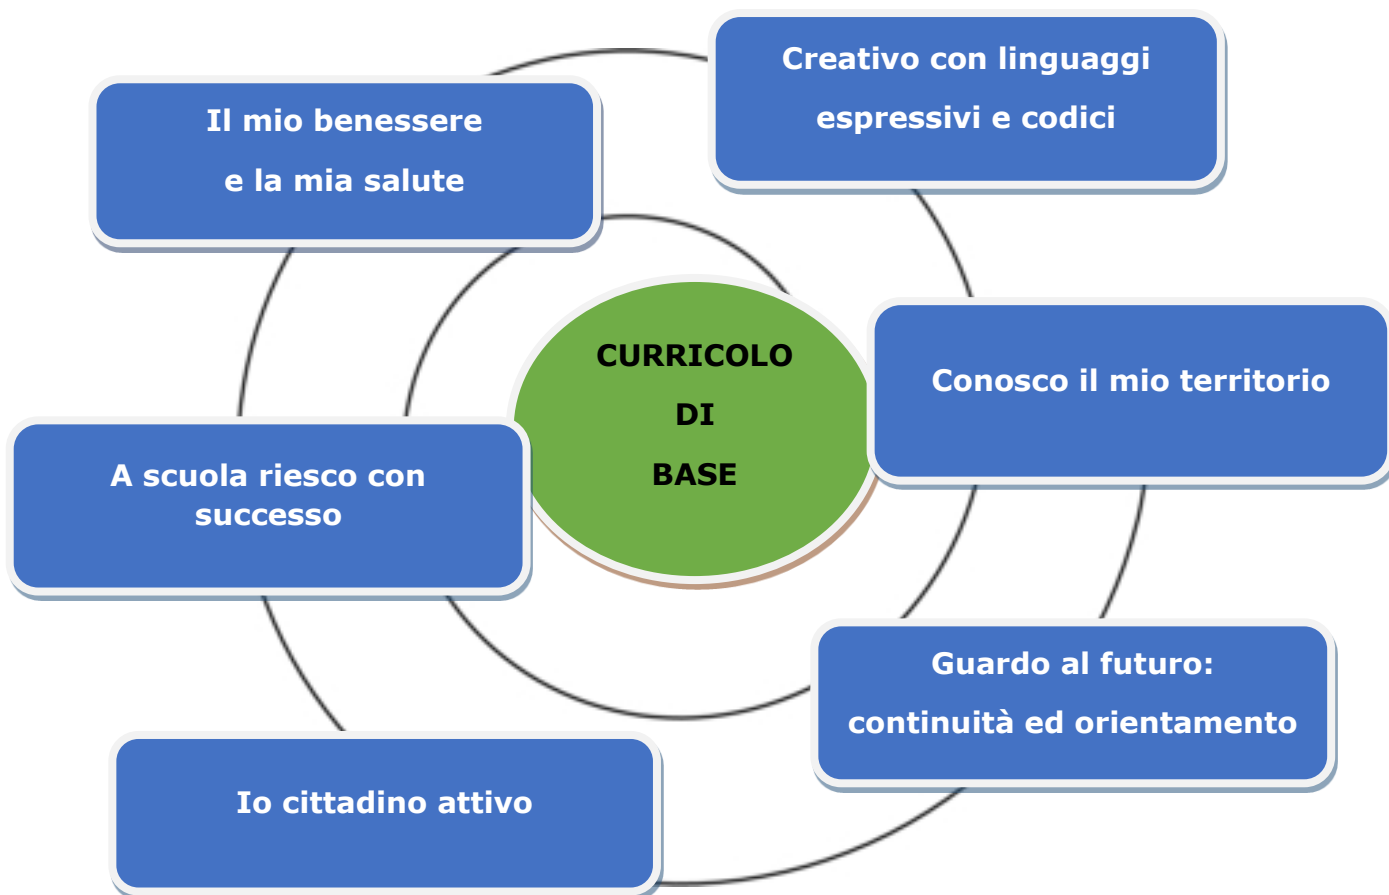 Creativo con linguaggi
espressivi e codici
Il mio benessere
e la mia salute
CURRICOLO
DI
BASE
Conosco il mio territorio
A scuola riesco con
successo
Guardo al futuro:
continuità ed orientamento
Io cittadino attivo